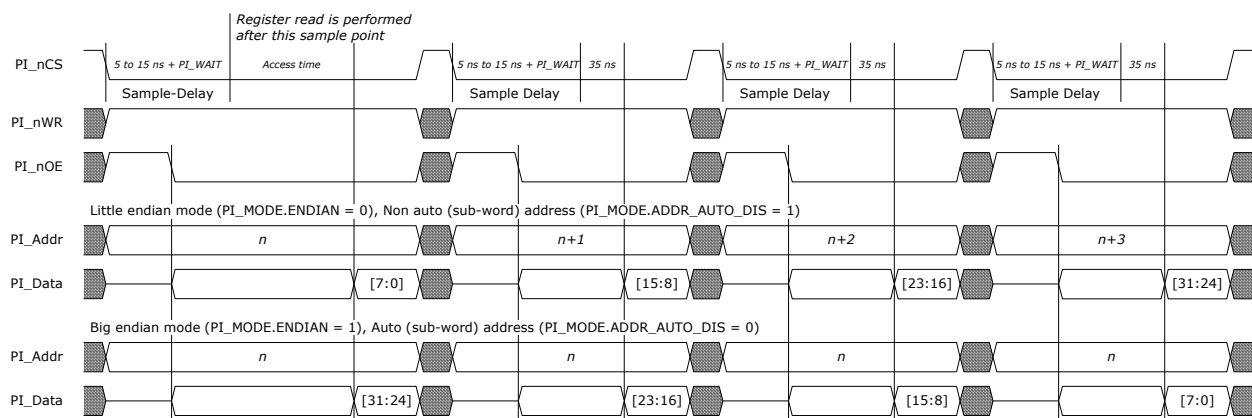 Register read is performed
after this sample point
PI_nCS
5 to 15 ns + PI_WAIT Access time 5 ns to 15 ns + PI_WAIT 35 ns 5 ns to 15 ns + PI_WAIT 35 ns 5 ns to 15 ns + PI_WAIT 35 ns
Sample-Delay Sample Delay Sample Delay Sample Delay
PI_nWR
PI_nOE
Little endian mode (PI_MODE.ENDIAN = 0), Non auto (sub-word) address (PI_MODE.ADDR_AUTO_DIS = 1)
PI_Addr n n+1 n+2 n+3
PI_Data [7:0] [15:8] [23:16] [31:24]
Big endian mode (PI_MODE.ENDIAN = 1), Auto (sub-word) address (PI_MODE.ADDR_AUTO_DIS = 0)
PI_Addr n n n n
PI_Data [31:24] [23:16] [15:8] [7:0]